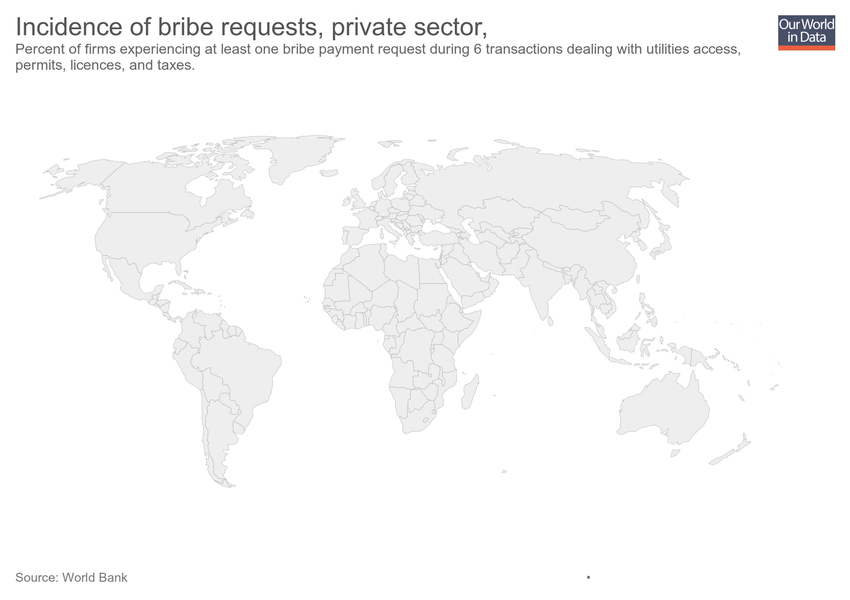 Incidence of bribe requests, private sector,
Percent of firms experiencing at least one bribe payment request during 6 transactions dealing with utilities access,
permits, licences, and taxes.
Our World
in Data
Source: World Bank
•